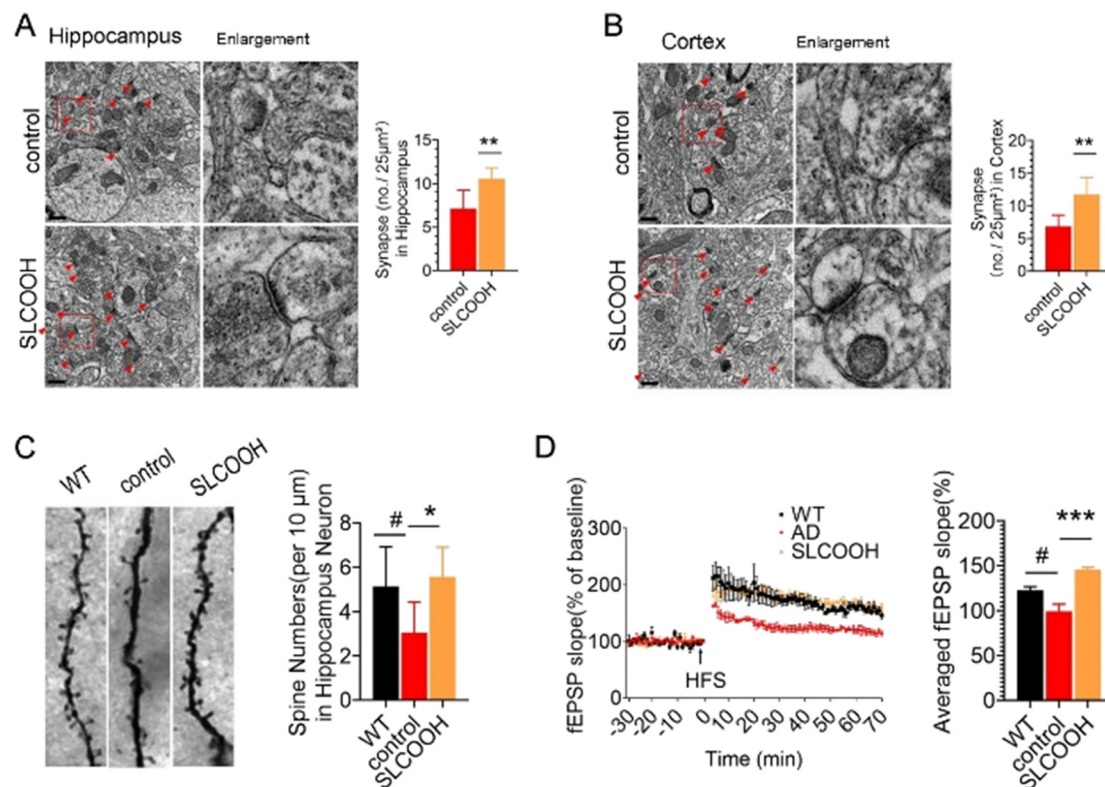 A
Hippocampus
Enlargement
control
SLCOOH
Synapse (no./ 25μm²)
in Hippocampus
15
10
5
0
**
control
SLCOOH
B
Cortex
Enlargement
control
SLCOOH
Synapse
(no./ 25μm²) in Cortex
20
15
10
5
0
**
control
SLCOOH
C
WT
control
SLCOOH
Spine Numbers(per 10 μm)
in Hippocampus Neuron
8
6
4
2
0
#
*
WT
control
SLCOOH
D
fEPSP slope(% of baseline)
300
200
100
0
WT
AD
SLCOOH
HFS
-30
-20
-10
0
10
20
30
40
50
60
70
Time (min)
Averaged fEPSP slope(%)
200
150
100
50
0
#
***
WT
control
SLCOOH